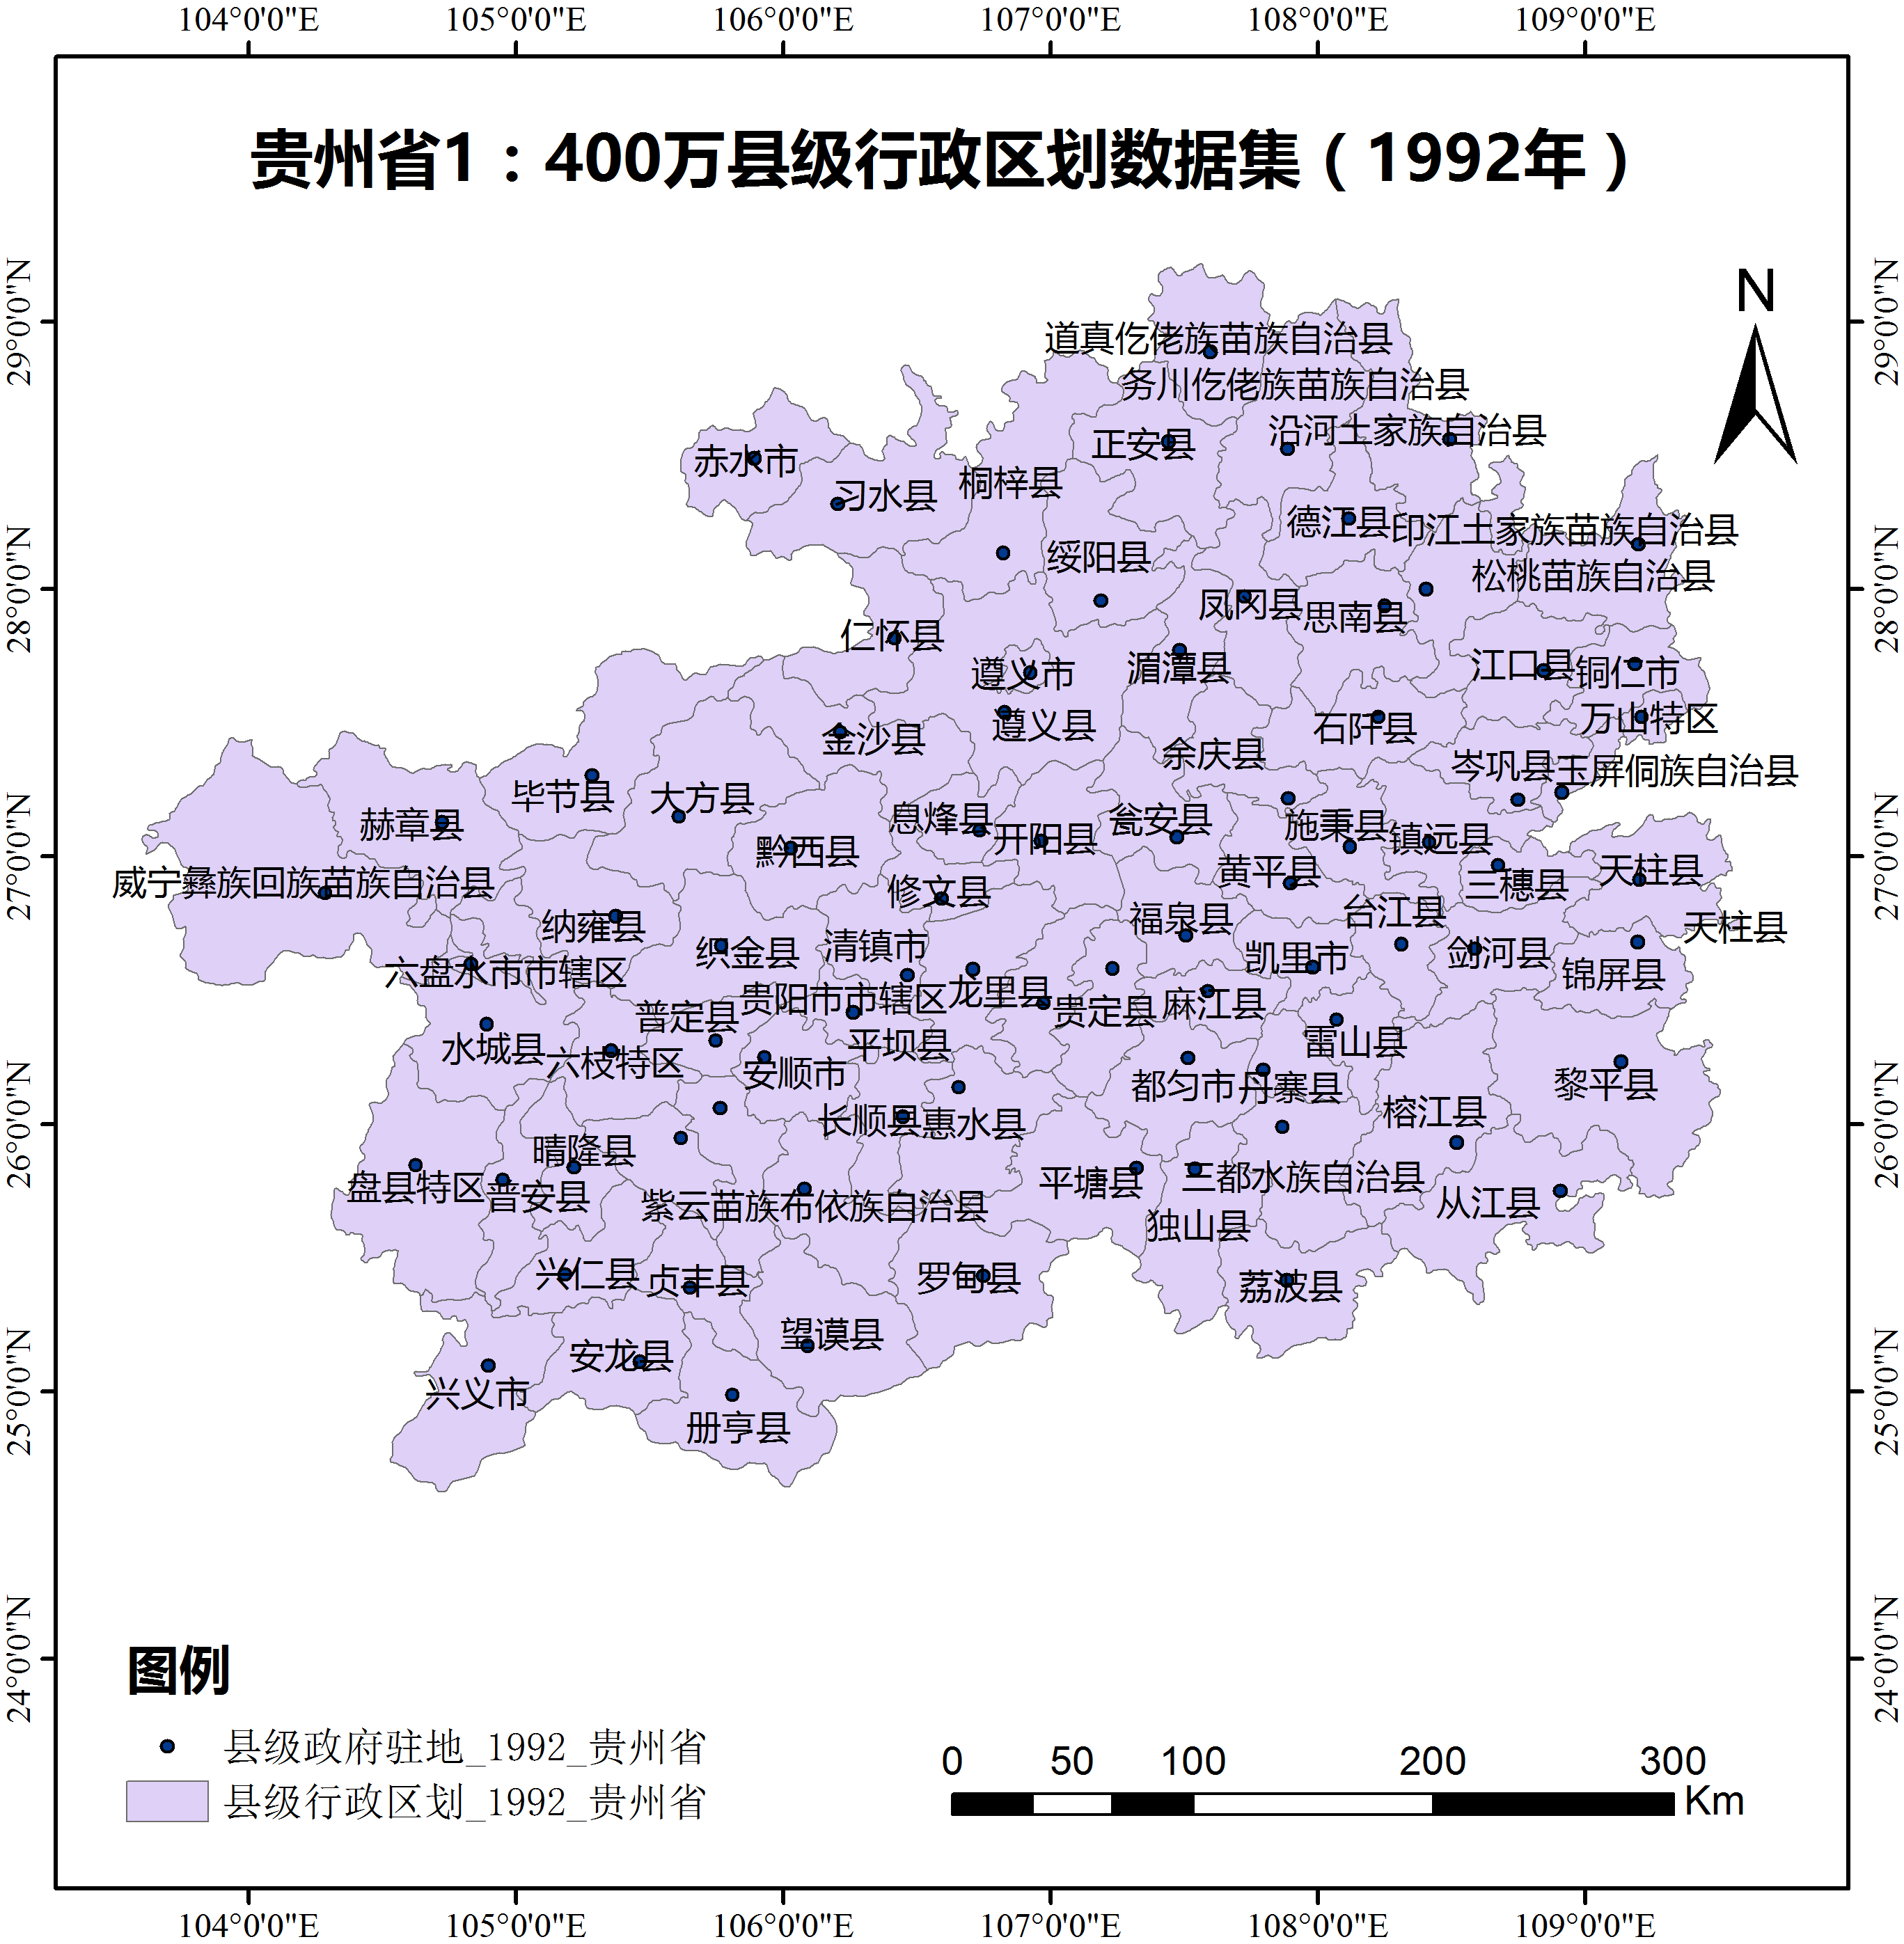 104°0'0"E 105°0'0"E 106°0'0"E 107°0'0"E 108°0'0"E 109°0'0"E
贵州省1：400万县级行政区划数据集（1992年）
N
29°0'0"N 29°0'0"N
28°0'0"N 28°0'0"N
27°0'0"N 27°0'0"N
26°0'0"N 26°0'0"N
25°0'0"N 25°0'0"N
24°0'0"N 24°0'0"N
道真仡佬族苗族自治县
务川仡佬族苗族自治县
正安县
沿河土家族自治县
赤水市
习水县
桐梓县
德江县
印江土家族苗族自治县
绥阳县
松桃苗族自治县
凤冈县
思南县
仁怀县
遵义市
湄潭县
江口县
铜仁市
遵义县
万山特区
石阡县
金沙县
余庆县
岑巩县
玉屏侗族自治县
毕节县
大方县
赫章县
息烽县
开阳县
瓮安县
施秉县
镇远县
黔西县
黄平县
三穗县
天柱县
威宁彝族回族苗族自治县
修文县
台江县
福泉县
纳雍县
天柱县
织金县
清镇市
凯里市
剑河县
锦屏县
六盘水市市辖区
贵阳市市辖区
龙里县
贵定县
麻江县
普定县
水城县
六枝特区
平坝县
雷山县
安顺市
都匀市
丹寨县
黎平县
长顺县
惠水县
榕江县
晴隆县
盘县特区
普安县
平塘县
三都水族自治县
紫云苗族布依族自治县
从江县
独山县
兴仁县
贞丰县
罗甸县
荔波县
望谟县
安龙县
兴义市
册亨县
图例
县级政府驻地_1992_贵州省
县级行政区划_1992_贵州省
0 50 100 200 300
Km
104°0'0"E 105°0'0"E 106°0'0"E 107°0'0"E 108°0'0"E 109°0'0"E